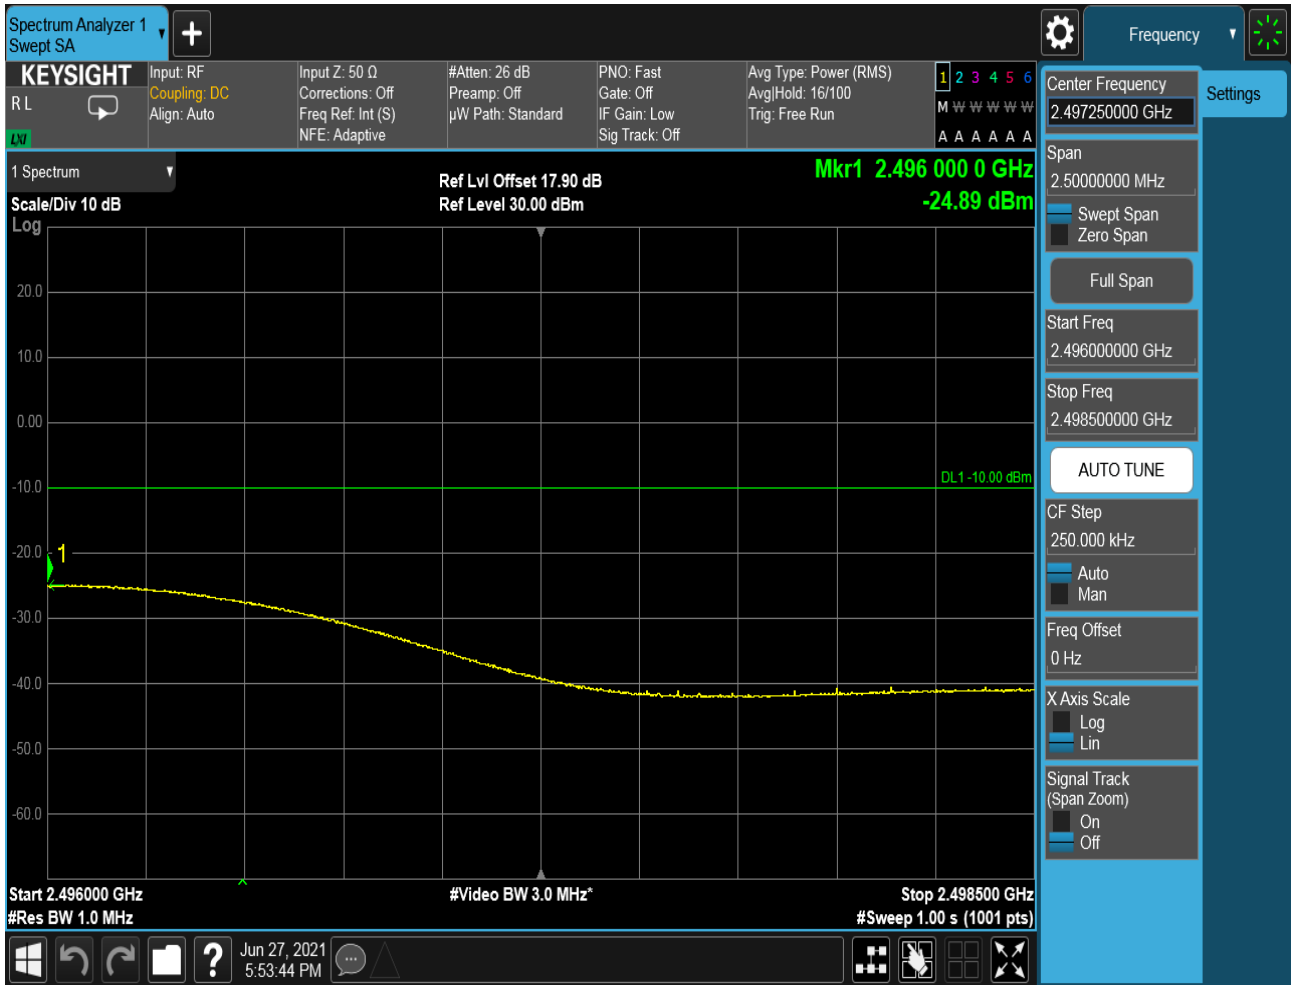 Spectrum Analyzer 1
Swept SA
Frequency
KEYSIGHT
R L
LXI
Input: RF
Coupling: DC
Align: Auto
Input Z: 50 Ω
Corrections: Off
Freq Ref: Int (S)
NFE: Adaptive
#Atten: 26 dB
Preamp: Off
µW Path: Standard
PNO: Fast
Gate: Off
IF Gain: Low
Sig Track: Off
Avg Type: Power (RMS)
Avg|Hold: 16/100
Trig: Free Run
1 2 3 4 5 6
M W W W W W
A A A A A A
1 Spectrum
Scale/Div 10 dB
Log
Ref Lvl Offset 17.90 dB
Ref Level 30.00 dBm
Mkr1 2.496 000 0 GHz
-24.89 dBm
20.0
10.0
0.00
-10.0
-20.0
-30.0
-40.0
-50.0
-60.0
DL1 -10.00 dBm
1
Start 2.496000 GHz
#Res BW 1.0 MHz
#Video BW 3.0 MHz*
Stop 2.498500 GHz
#Sweep 1.00 s (1001 pts)
Center Frequency
2.497250000 GHz
Settings
Span
2.50000000 MHz
Swept Span
Zero Span
Full Span
Start Freq
2.496000000 GHz
Stop Freq
2.498500000 GHz
AUTO TUNE
CF Step
250.000 kHz
Auto
Man
Freq Offset
0 Hz
X Axis Scale
Log
Lin
Signal Track
(Span Zoom)
On
Off
?
Jun 27, 2021
5:53:44 PM